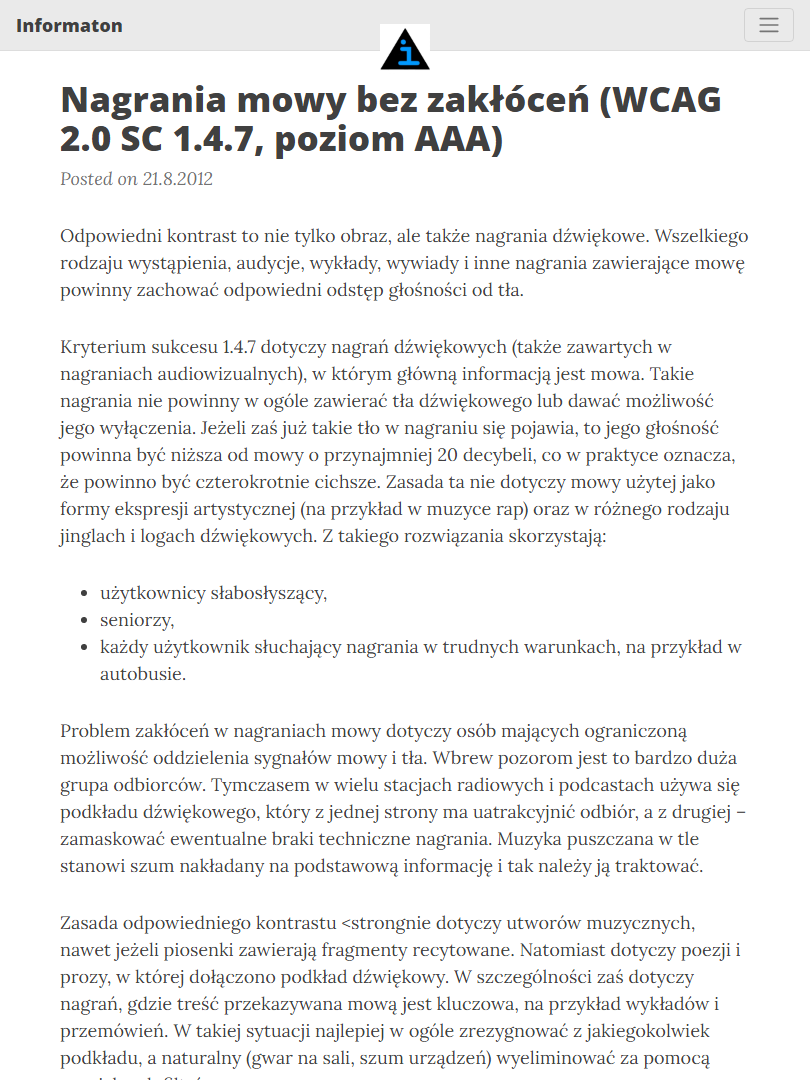 Informaton
Nagrania mowy bez zakłóceń (WCAG
2.0 SC 1.4.7, poziom AAA)
Posted on 21.8.2012
Odpowiedni kontrast to nie tylko obraz, ale także nagrania dźwiękowe. Wszelkiego
rodzaju wystąpienia, audycje, wykłady, wywiady i inne nagrania zawierające mowę
powinny zachować odpowiedni odstęp głośności od tła.
Kryterium sukcesu 1.4.7 dotyczy nagrań dźwiękowych (także zawartych w
nagraniach audiowizualnych), w którym główną informacją jest mowa. Takie
nagrania nie powinny w ogóle zawierać tła dźwiękowego lub dawać możliwość
jego wyłączenia. Jeżeli zaś już takie tło w nagraniu się pojawia, to jego głośność
powinna być niższa od mowy o przynajmniej 20 decybeli, co w praktyce oznacza,
że powinno być czterokrotnie cichsze. Zasada ta nie dotyczy mowy użytej jako
formy ekspresji artystycznej (na przykład w muzyce rap) oraz w różnego rodzaju
jinglach i logach dźwiękowych. Z takiego rozwiązania skorzystają:
użytkownicy słabosłyszący,
seniorzy,
każdy użytkownik słuchający nagrania w trudnych warunkach, na przykład w
autobusie.
Problem zakłóceń w nagraniach mowy dotyczy osób mających ograniczoną
możliwość oddzielenia sygnałów mowy i tła. Wbrew pozorom jest to bardzo duża
grupa odbiorców. Tymczasem w wielu stacjach radiowych i podcastach używa się
podkładu dźwiękowego, który z jednej strony ma uatrakcyjnić odbiór, a z drugiej –
zamaskować ewentualne braki techniczne nagrania. Muzyka puszczana w tle
stanowi szum nakładany na podstawową informację i tak należy ją traktować.
Zasada odpowiedniego kontrastu <strongnie dotyczy utworów muzycznych,
nawet jeżeli piosenki zawierają fragmenty recytowane. Natomiast dotyczy poezji i
prozy, w której dołączono podkład dźwiękowy. W szczególności zaś dotyczy
nagrań, gdzie treść przekazywana mową jest kluczowa, na przykład wykładów i
przemówień. W takiej sytuacji najlepiej w ogóle zrezygnować z jakiegokolwiek
podkładu, a naturalny (gwar na sali, szum urządzeń) wyeliminować za pomocą